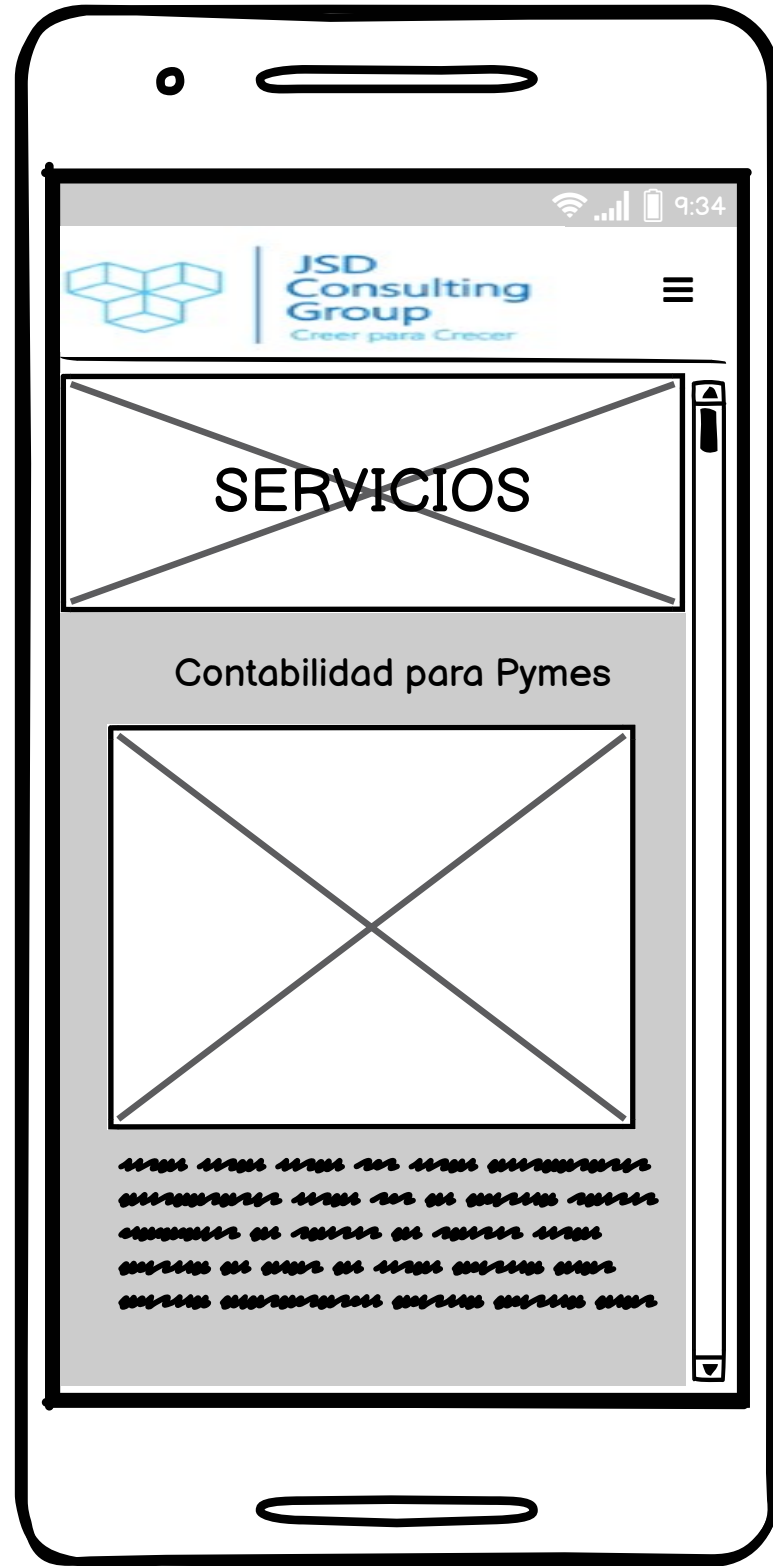 9:34
JSD
Consulting
Group
Creer para Crecer
SERVICIOS
Contabilidad para Pymes